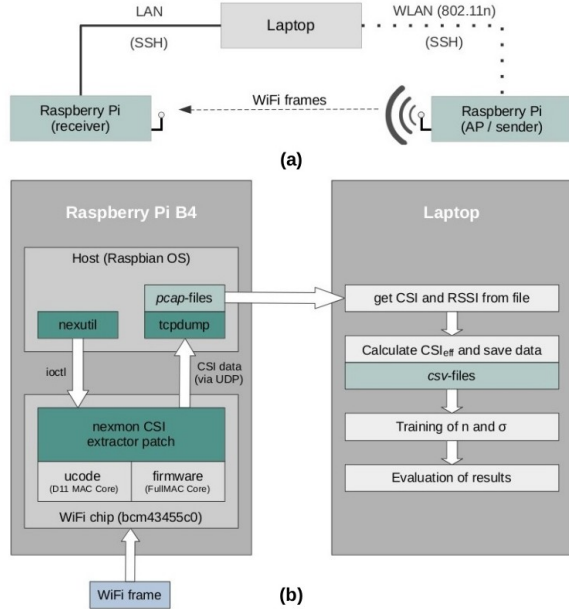 LAN
(SSH)
Laptop
WLAN (802.11n)
(SSH)
Raspberry Pi
(receiver)
WiFi frames
Raspberry Pi
(AP / sender)
(a)
Raspberry Pi B4
Host (Raspbian OS)
pcap-files
nexutil
tcpdump
ioctl
CSI data
(via UDP)
nexmon CSI
extractor patch
ucode
(D11 MAC Core)
firmware
(FullMAC Core)
WiFi chip (bcm43455c0)
WiFi frame
Laptop
get CSI and RSSI from file
Calculate CSIeff and save data
csv-files
Training of n and σ
Evaluation of results
(b)